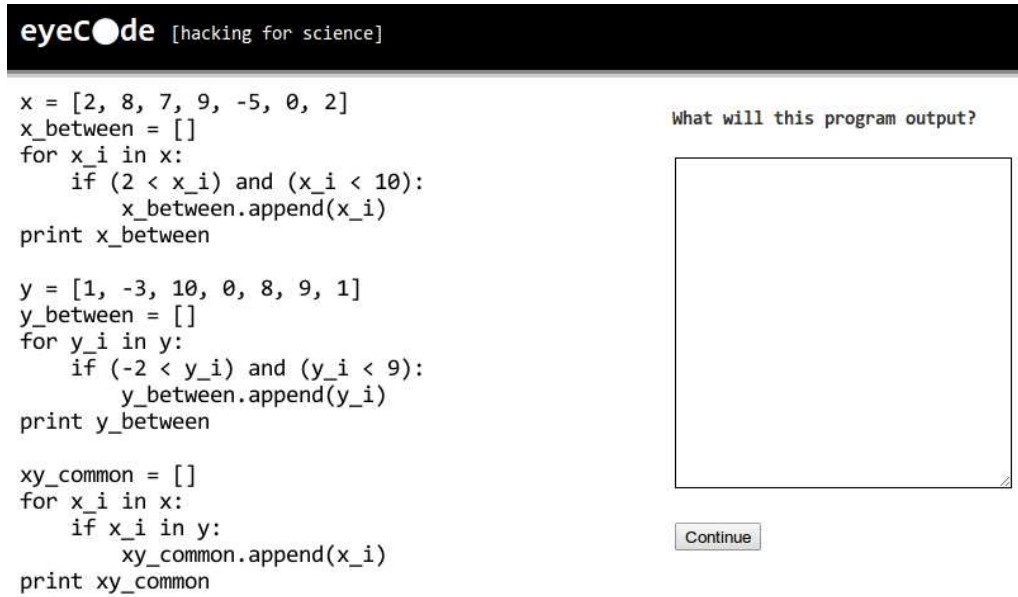 eyeCode [hacking for science]
x = [2, 8, 7, 9, -5, 0, 2]
x_between = []
for x_i in x:
    if (2 < x_i) and (x_i < 10):
        x_between.append(x_i)
print x_between
y = [1, -3, 10, 0, 8, 9, 1]
y_between = []
for y_i in y:
    if (-2 < y_i) and (y_i < 9):
        y_between.append(y_i)
print y_between
xy_common = []
for x_i in x:
    if x_i in y:
        xy_common.append(x_i)
print xy_common
What will this program output?
Continue